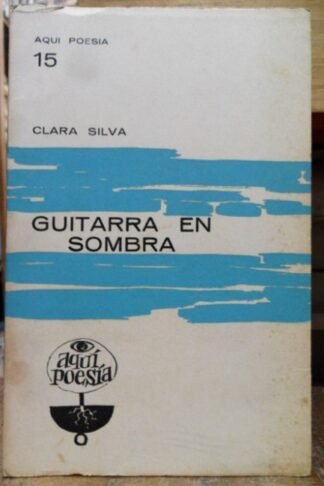 AQUI POESIA
15
CLARA SILVA
GUITARRA EN
SOMBRA
aquí
poesía